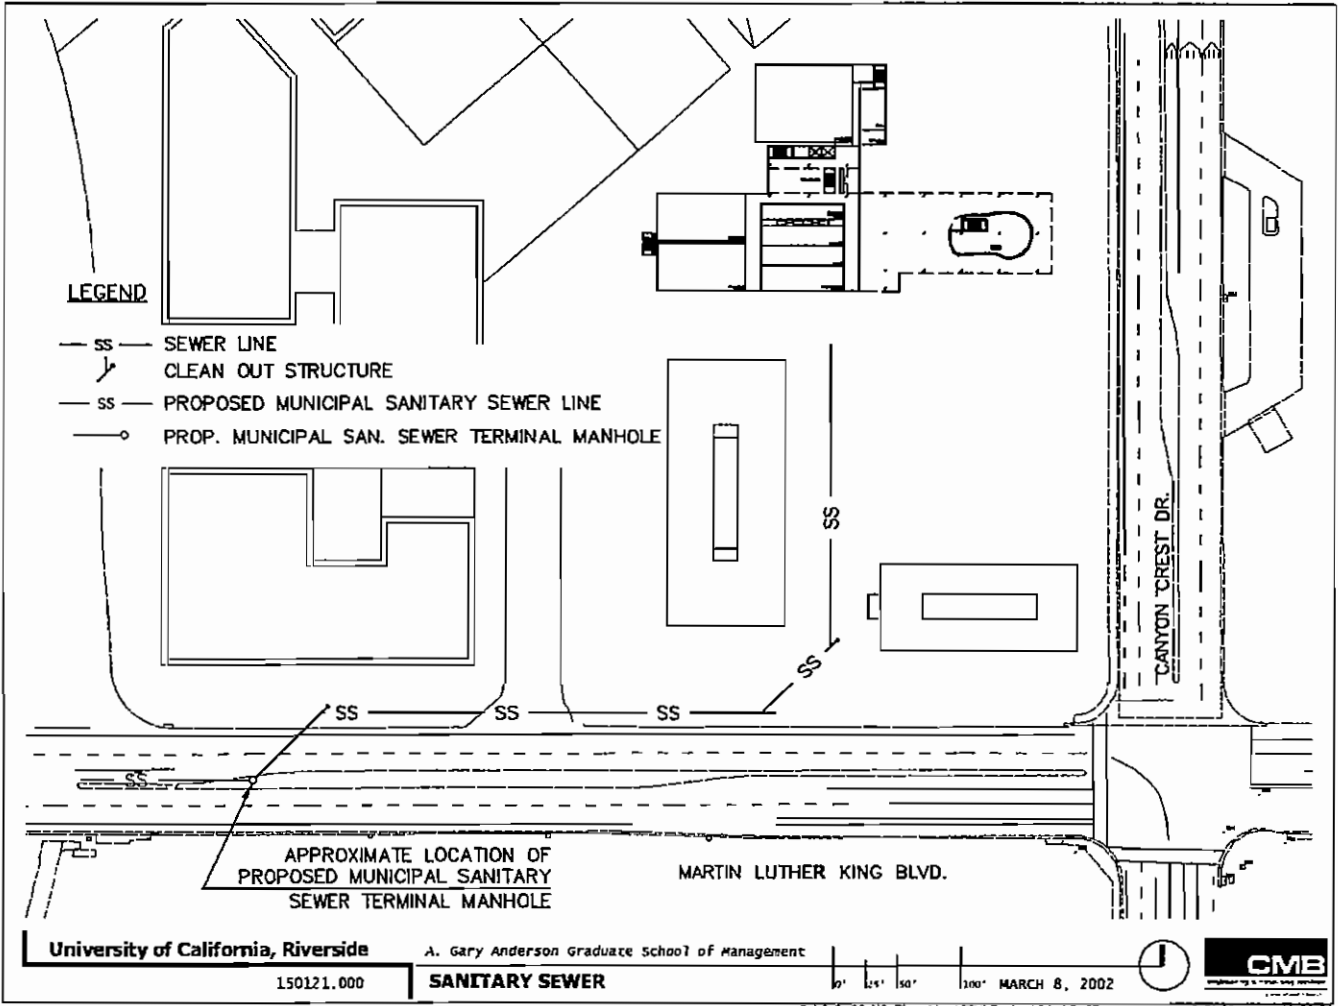 LEGEND
SS SEWER LINE
CLEAN OUT STRUCTURE
SS PROPOSED MUNICIPAL SANITARY SEWER LINE
PROP. MUNICIPAL SAN. SEWER TERMINAL MANHOLE
SS
CANYON CREST DR.
SS
SS SS SS
SS
APPROXIMATE LOCATION OF
PROPOSED MUNICIPAL SANITARY
SEWER TERMINAL MANHOLE
MARTIN LUTHER KING BLVD.
University of California, Riverside
150121.000
A. Gary Anderson Graduate School of Management
SANITARY SEWER
0' 25' 50' 100'
MARCH 8, 2002
CMB